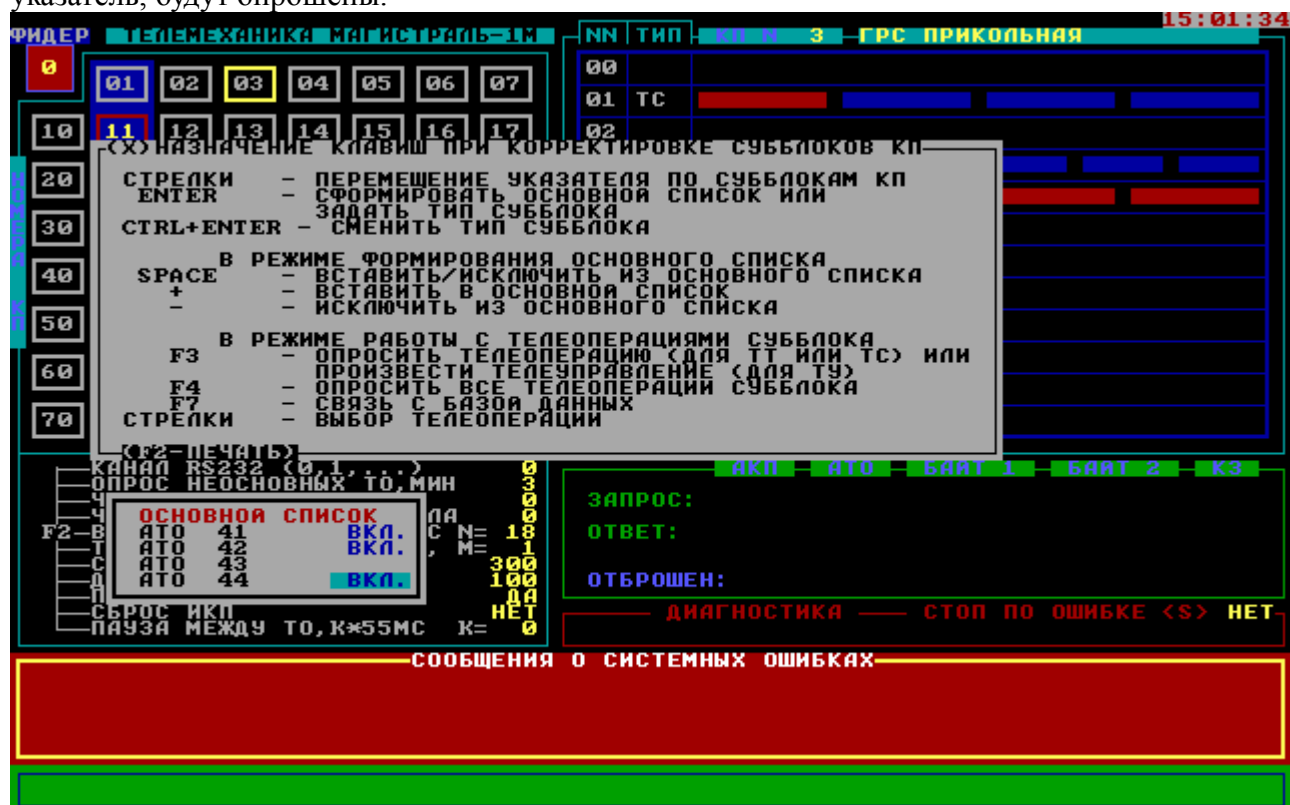 указатель, будут опрошены.
15:01:34
ФИДЕР ТЕЛЕМЕХАНИКА МАГИСТРАЛЬ-1М NN ТИП КП N 3 ГРС ПРИКОЛЬНАЯ
0 01 02 03 04 05 06 07 00
01 ТС
10 11 12 13 14 15 16 17 02
(X) НАЗНАЧЕНИЕ КЛАВИШ ПРИ КОРРЕКТИРОВКЕ СУББЛОКОВ КП
20 СТРЕЛКИ - ПЕРЕМЕЩЕНИЕ УКАЗАТЕЛЯ ПО СУББЛОКАМ КП
ENTER - СФОРМИРОВАТЬ ОСНОВНОЙ СПИСОК ИЛИ
ЗАДАТЬ ТИП СУББЛОКА
30 CTRL+ENTER - СМЕНИТЬ ТИП СУББЛОКА
В РЕЖИМЕ ФОРМИРОВАНИЯ ОСНОВНОГО СПИСКА
40 SPACE - ВСТАВИТЬ/ИСКЛЮЧИТЬ ИЗ ОСНОВНОГО СПИСКА
+ - ВСТАВИТЬ В ОСНОВНОЙ СПИСОК
- - ИСКЛЮЧИТЬ ИЗ ОСНОВНОГО СПИСКА
50
В РЕЖИМЕ РАБОТЫ С ТЕЛЕОПЕРАЦИЯМИ СУББЛОКА
F3 - ОПРОСИТЬ ТЕЛЕОПЕРАЦИЮ (ДЛЯ ТТ ИЛИ ТС) ИЛИ
60 ПРОИЗВЕСТИ ТЕЛЕУПРАВЛЕНИЕ (ДЛЯ ТУ)
F4 - ОПРОСИТЬ ВСЕ ТЕЛЕОПЕРАЦИИ СУББЛОКА
F7 - СВЯЗЬ С БАЗОЙ ДАННЫХ
70 СТРЕЛКИ - ВЫБОР ТЕЛЕОПЕРАЦИИ
(F2-ПЕЧАТЬ)
КАНАЛ RS232 (0,1,...) 0
ОПРОС НЕОСНОВНЫХ ТО,МИН 3
Ч 0
Ч ЛА 0
F2-В С N= 18
Т , М= 1
С 300
Д 100
П ДА
СБРОС ИКП НЕТ
ПАУЗА МЕЖДУ ТО,К*55МС К= 0
ОСНОВНОЙ СПИСОК
АТО 41 ВКЛ.
АТО 42 ВКЛ.
АТО 43
АТО 44 ВКЛ.
АКП АТО БАЙТ 1 БАЙТ 2 КЗ
ЗАПРОС:
ОТВЕТ:
ОТБРОШЕН:
ДИАГНОСТИКА СТОП ПО ОШИБКЕ <S> НЕТ
СООБЩЕНИЯ О СИСТЕМНЫХ ОШИБКАХ